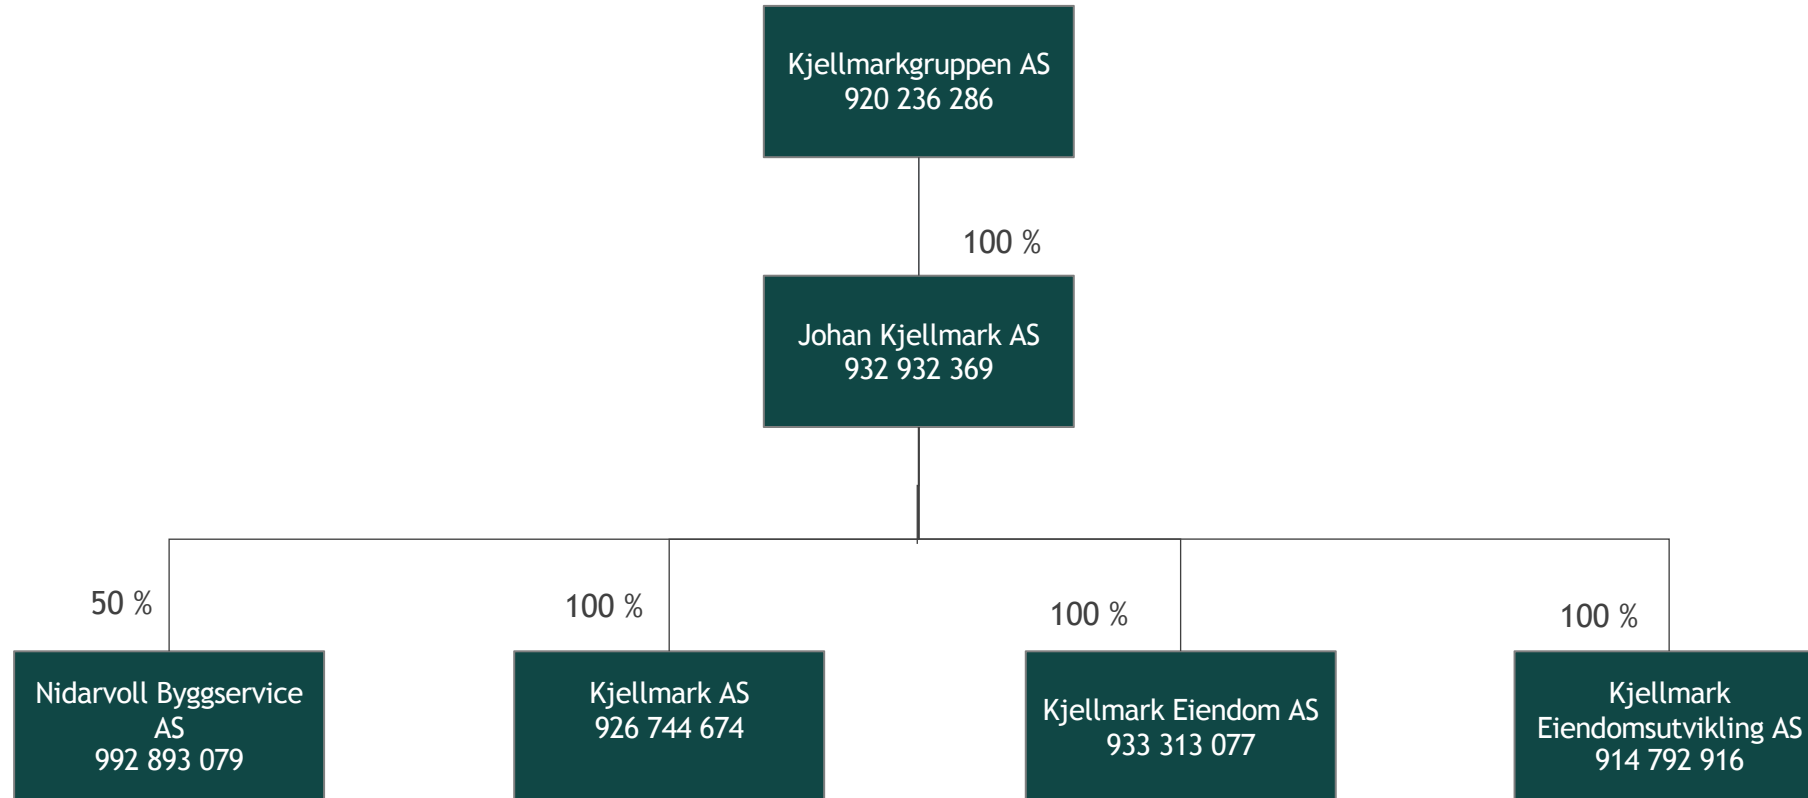 Kjellmarkgruppen AS
920 236 286
100 %
Johan Kjellmark AS
932 932 369
50 %
100 %
100 %
100 %
Nidarvoll Byggservice
AS
992 893 079
Kjellmark AS
926 744 674
Kjellmark Eiendom AS
933 313 077
Kjellmark
Eiendomsutvikling AS
914 792 916